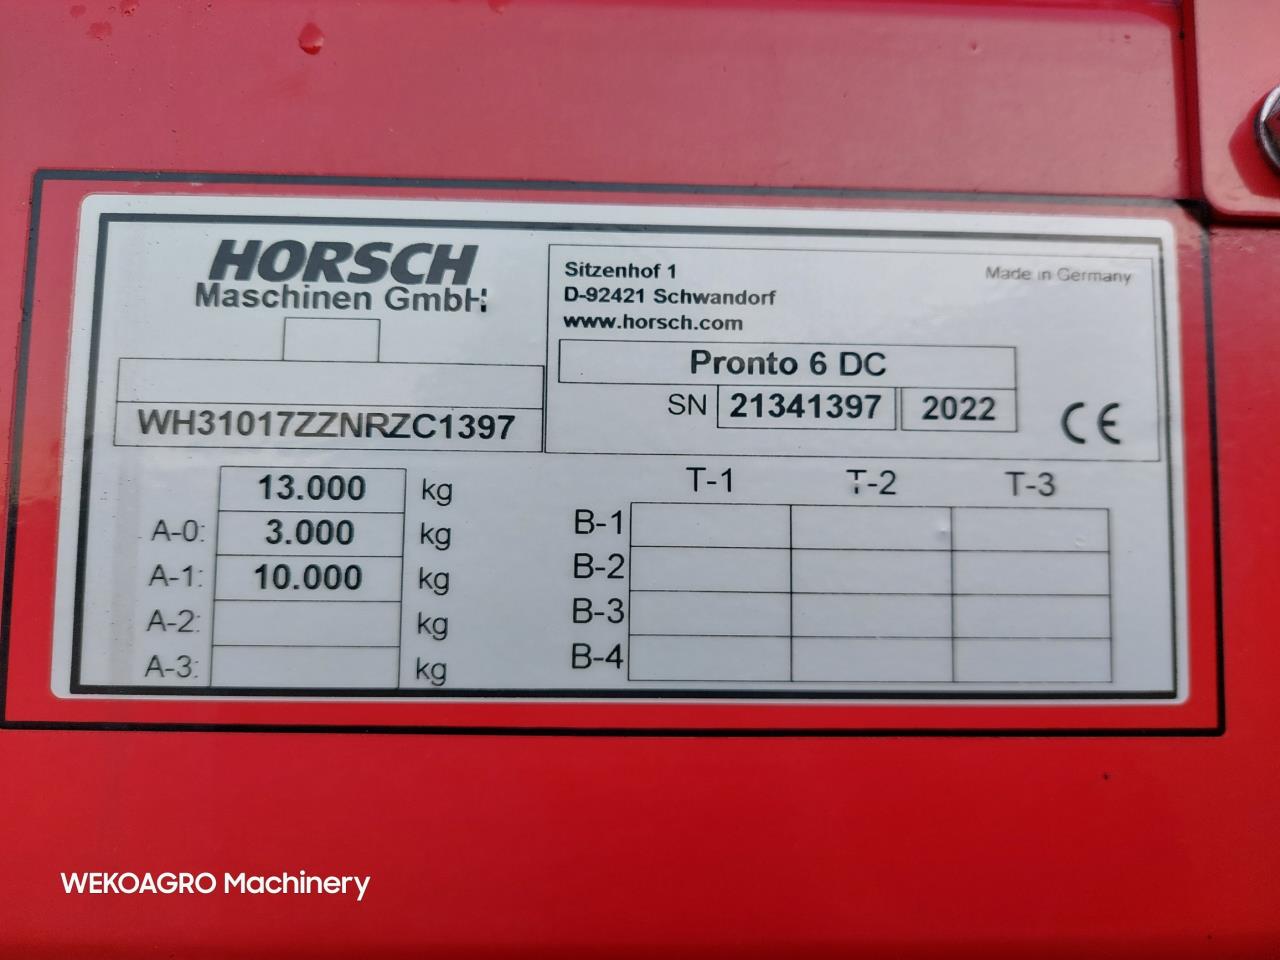 HORSCH
Maschinen GmbH
Sitzenhof 1
D-92421 Schwandorf
www.horsch.com
Made in Germany
Pronto 6 DC
SN 21341397 2022
CE
WH31017ZZNRZC1397
13.000 kg
A-0: 3.000 kg
A-1: 10.000 kg
A-2: kg
A-3: kg
T-1 T-2 T-3
B-1
B-2
B-3
B-4
WEKOAGRO Machinery